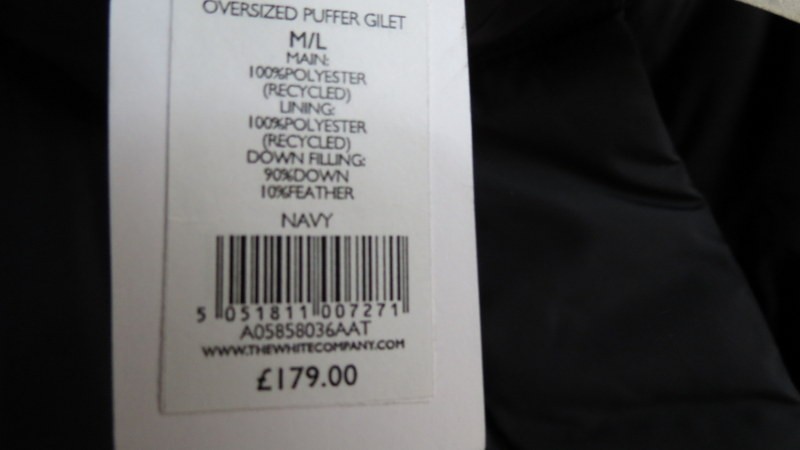 OVERSIZED PUFFER GILET
M/L
MAIN:
100%POLYESTER
(RECYCLED)
LINING:
100%POLYESTER
(RECYCLED)
DOWN FILLING:
90%DOWN
10%FEATHER
NAVY
5 051811 007271
A05858036AAT
WWW.THEWHITECOMPANY.COM
£179.00